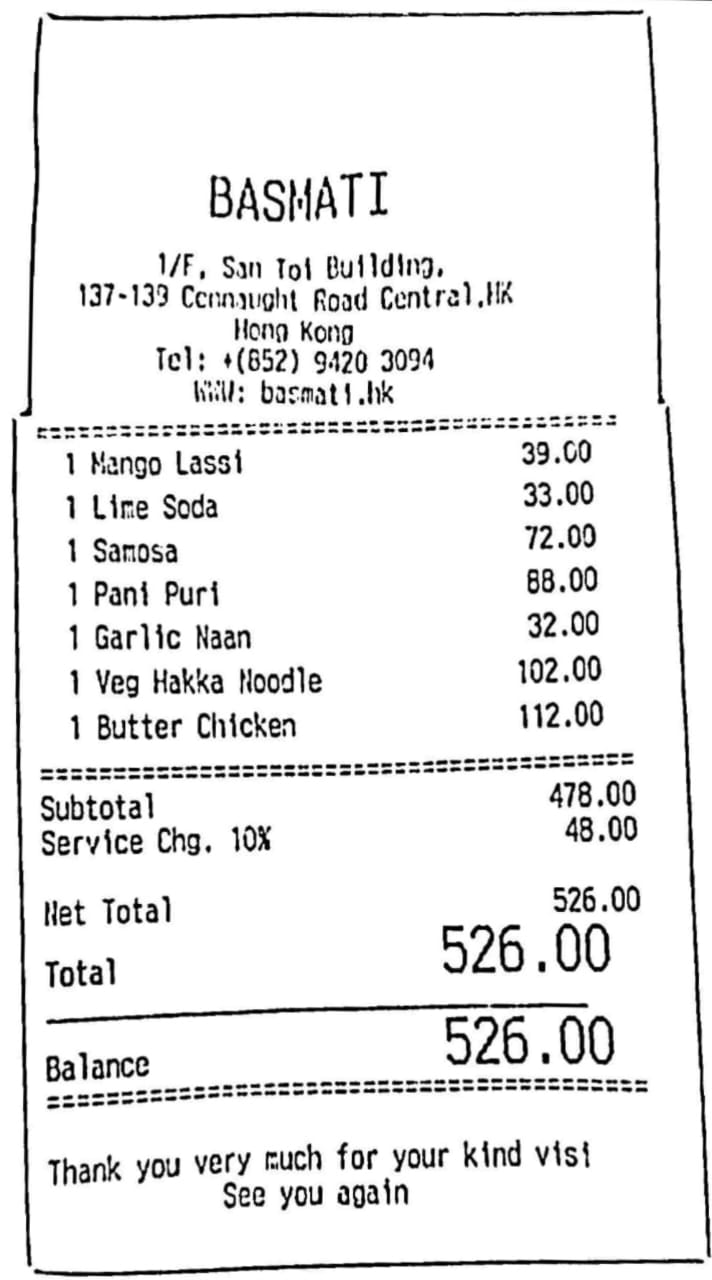 BASMATI
1/F, San Toi Building,
137-139 Connaught Road Central,HK
Hong Kong
Tel: +(852) 9420 3094
WWW: basmati.hk
===========================================
1 Mango Lassi 39.00
1 Lime Soda 33.00
1 Samosa 72.00
1 Pani Puri 88.00
1 Garlic Naan 32.00
1 Veg Hakka Noodle 102.00
1 Butter Chicken 112.00
===========================================
Subtotal 478.00
Service Chg. 10% 48.00
Net Total 526.00
Total 526.00
Balance 526.00
===========================================
Thank you very much for your kind visi
See you again